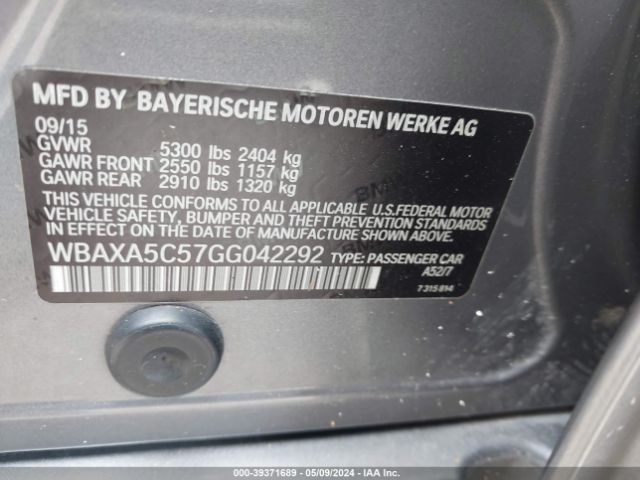 MFD BY BAYERISCHE MOTOREN WERKE AG
09/15
GVWR 5300 lbs 2404 kg
GAWR FRONT 2550 lbs 1157 kg
GAWR REAR 2910 lbs 1320 kg
THIS VEHICLE CONFORMS TO ALL APPLICABLE U.S.FEDERAL MOTOR
VEHICLE SAFETY, BUMPER AND THEFT PREVENTION STANDARDS
IN EFFECT ON THE DATE OF MANUFACTURE SHOWN ABOVE.
WBAXA5C57GG042292 TYPE: PASSENGER CAR
A52/7
7 315 814
000-39371689 - 05/09/2024 - IAA Inc.